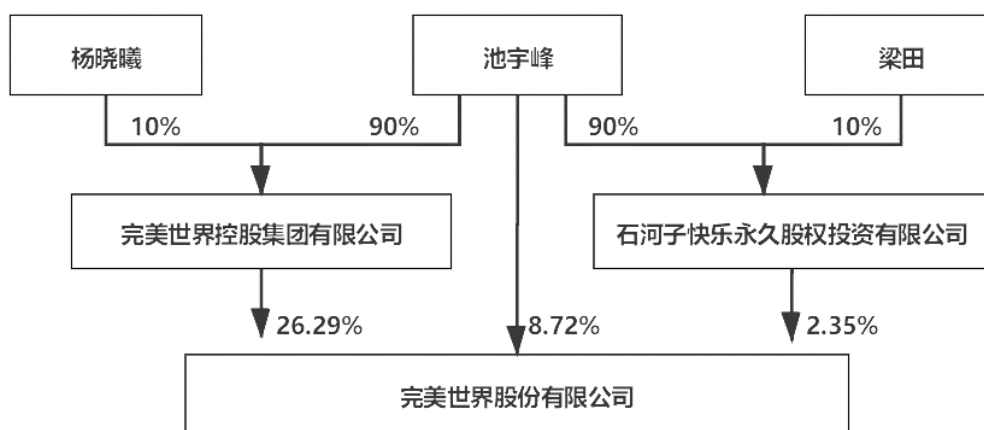 杨晓曦
池宇峰
梁田
10%
90%
90%
10%
完美世界控股集团有限公司
石河子快乐永久股权投资有限公司
26.29%
8.72%
2.35%
完美世界股份有限公司